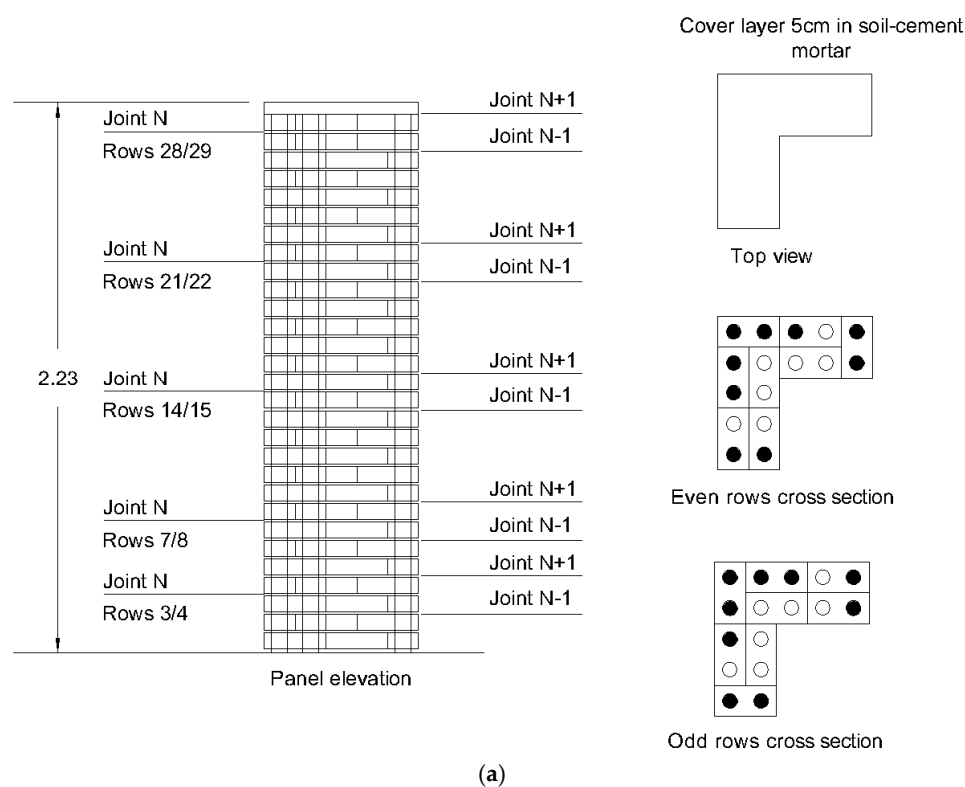 Cover layer 5cm in soil-cement
mortar
Joint N
Rows 28/29
Joint N+1
Joint N-1
Joint N
Rows 21/22
Joint N+1
Joint N-1
Top view
2.23
Joint N
Rows 14/15
Joint N+1
Joint N-1
Joint N
Rows 7/8
Joint N+1
Joint N-1
Joint N
Rows 3/4
Joint N+1
Joint N-1
Panel elevation
Even rows cross section
Odd rows cross section
(a)